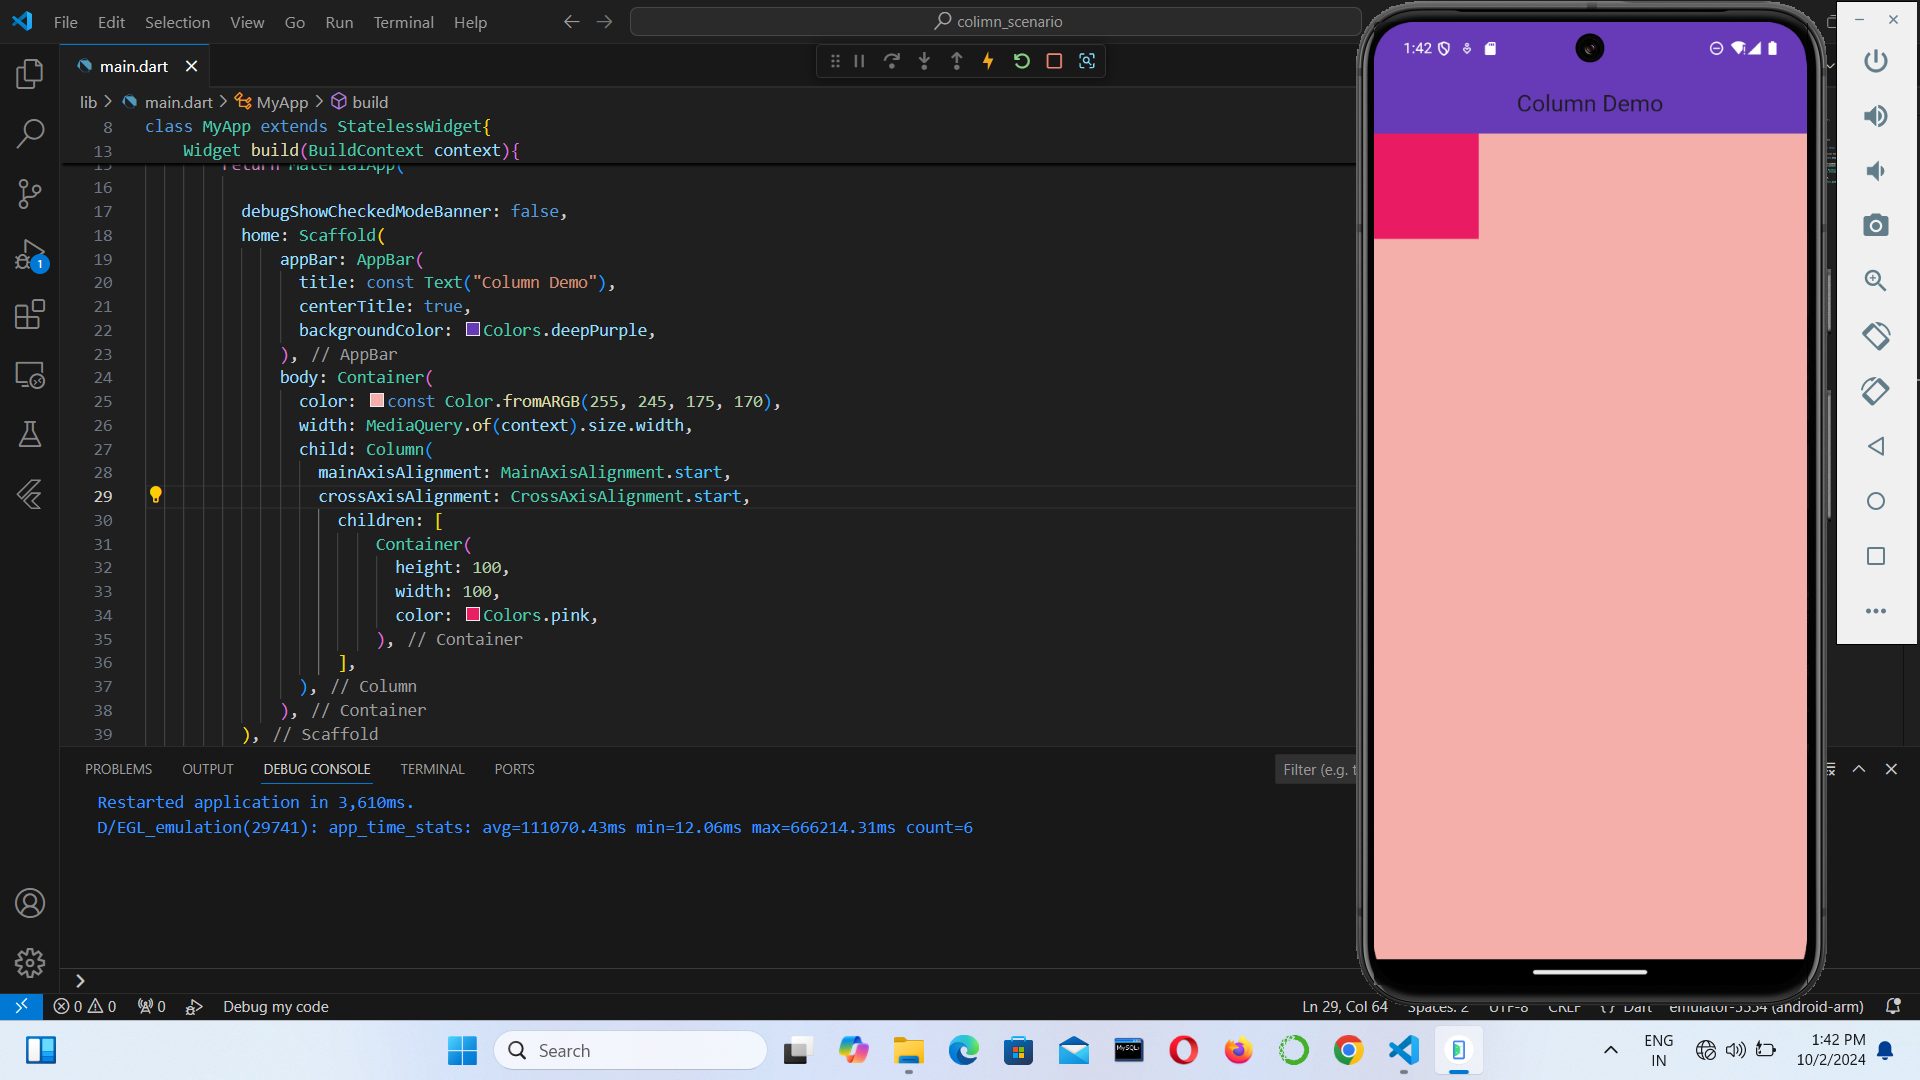 File Edit Selection View Go Run Terminal Help
colimn_scenario
main.dart
lib > main.dart > MyApp > build
8 class MyApp extends StatelessWidget{
13 Widget build(BuildContext context){
15 return MaterialApp(
16
17 debugShowCheckedModeBanner: false,
18 home: Scaffold(
19 appBar: AppBar(
20 title: const Text("Column Demo"),
21 centerTitle: true,
22 backgroundColor: Colors.deepPurple,
23 ), // AppBar
24 body: Container(
25 color: const Color.fromARGB(255, 245, 175, 170),
26 width: MediaQuery.of(context).size.width,
27 child: Column(
28 mainAxisAlignment: MainAxisAlignment.start,
29 crossAxisAlignment: CrossAxisAlignment.start,
30 children: [
31 Container(
32 height: 100,
33 width: 100,
34 color: Colors.pink,
35 ), // Container
36 ],
37 ), // Column
38 ), // Container
39 ), // Scaffold
PROBLEMS OUTPUT DEBUG CONSOLE TERMINAL PORTS
Filter (e.g. t
Restarted application in 3,610ms.
D/EGL_emulation(29741): app_time_stats: avg=111070.43ms min=12.06ms max=666214.31ms count=6
1:42
Column Demo
1
0 0 0 Debug my code
Ln 29, Col 64 Spaces: 2 UTF-8 CRLF {} Dart emulator-5554 (android-arm)
Search
MySQL
ENG
IN
1:42 PM
10/2/2024